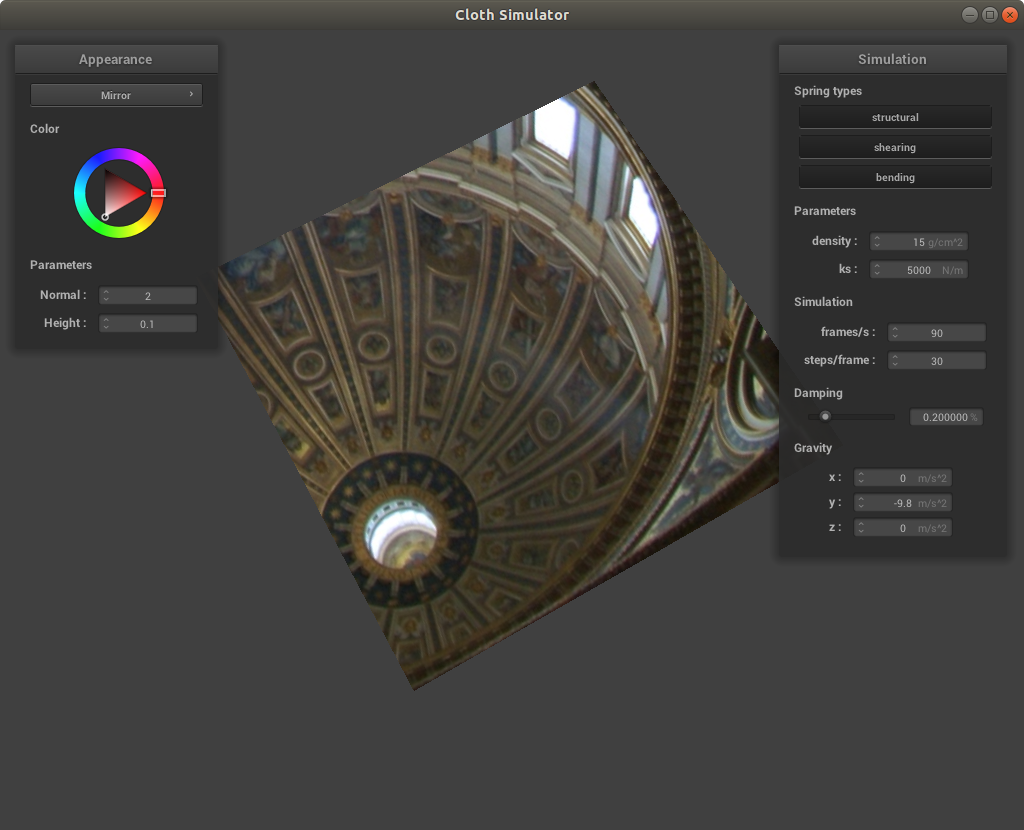 Cloth Simulator
Appearance
Mirror
Color
Parameters
Normal : 2
Height : 0.1
Simulation
Spring types
structural
shearing
bending
Parameters
density : 15 g/cm^2
ks : 5000 N/m
Simulation
frames/s : 90
steps/frame : 30
Damping
0.200000 %
Gravity
x : 0 m/s^2
y : -9.8 m/s^2
z : 0 m/s^2